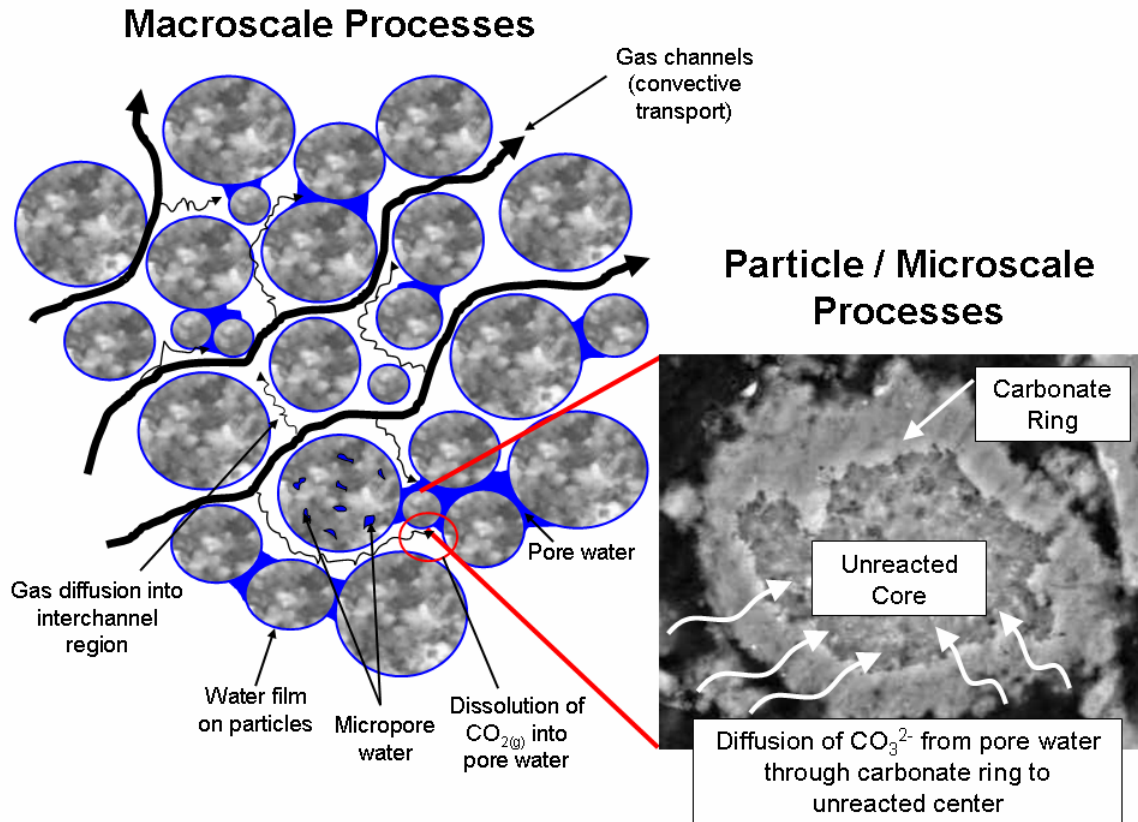 Macroscale Processes
Gas channels
(convective
transport)
Particle / Microscale
Processes
Carbonate
Ring
Unreacted
Core
Pore water
Gas diffusion into
interchannel
region
Water film
on particles
Micropore
water
Dissolution of
CO2(g) into
pore water
Diffusion of CO3^2- from pore water
through carbonate ring to
unreacted center